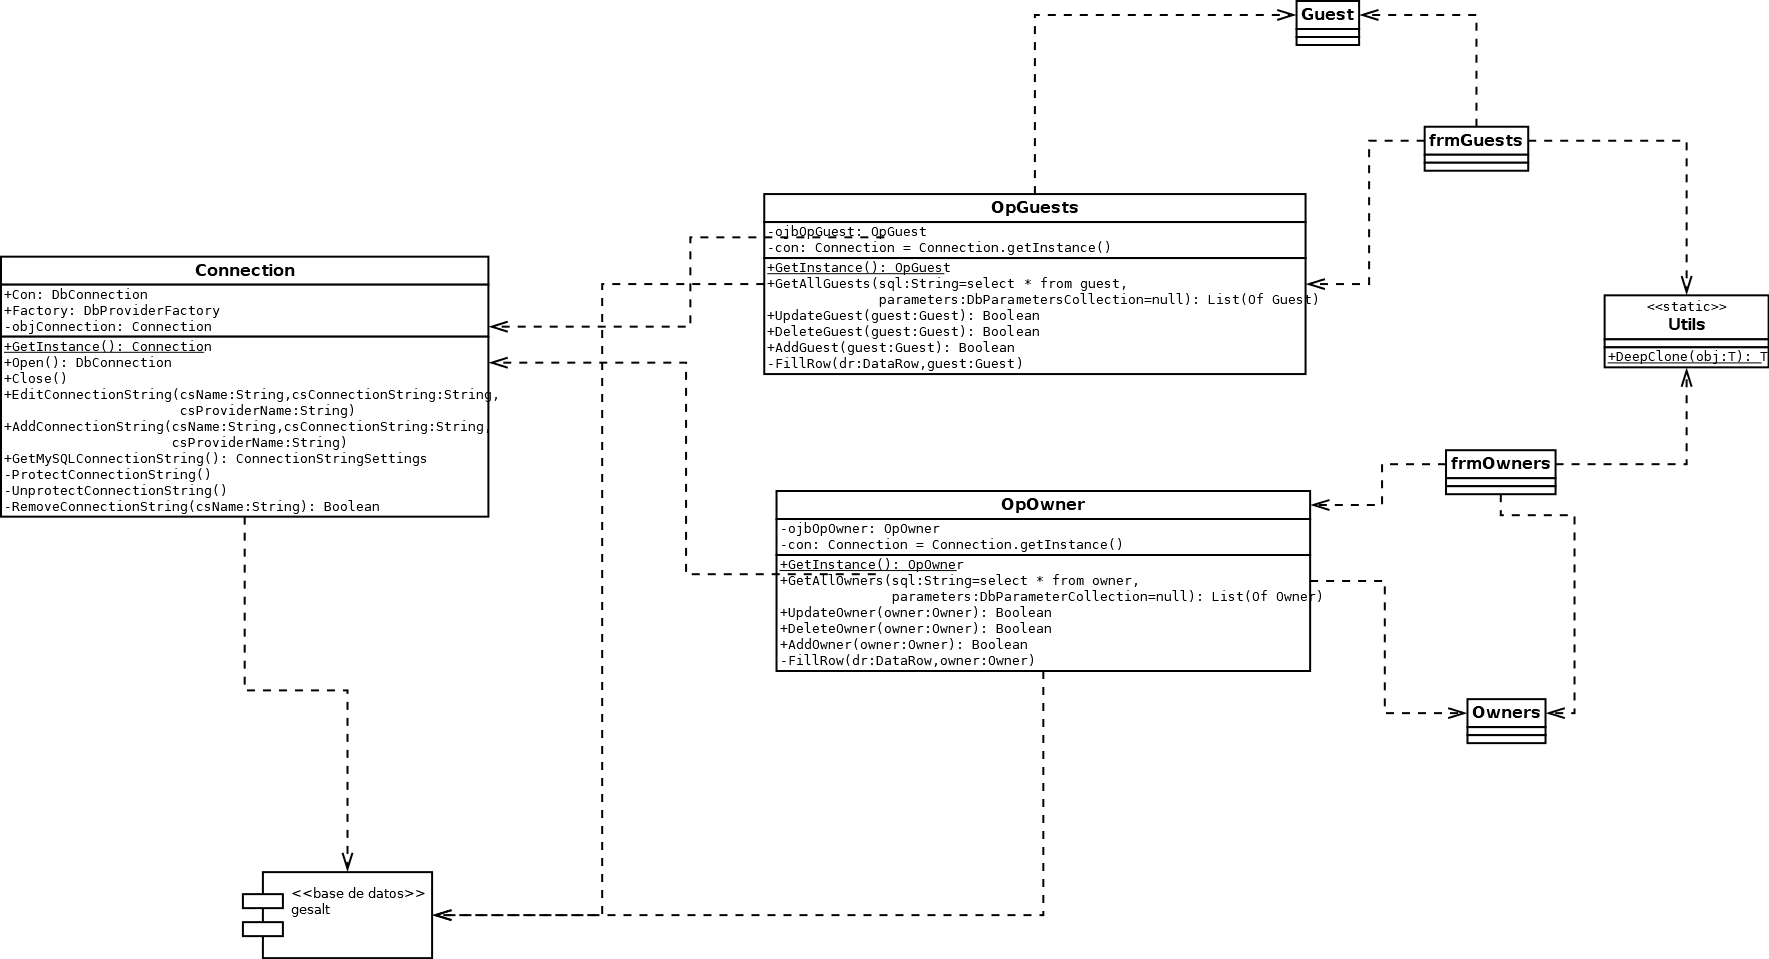 Guest
frmGuests
OpGuests
-ojbOpGuest: OpGuest
-con: Connection = Connection.getInstance()
+GetInstance(): OpGuest
+GetAllGuests(sql:String=select * from guest,
parameters:DbParametersCollection=null): List(Of Guest)
+UpdateGuest(guest:Guest): Boolean
+DeleteGuest(guest:Guest): Boolean
+AddGuest(guest:Guest): Boolean
-FillRow(dr:DataRow,guest:Guest)
Connection
+Con: DbConnection
+Factory: DbProviderFactory
-objConnection: Connection
+GetInstance(): Connection
+Open(): DbConnection
+Close()
+EditConnectionString(csName:String,csConnectionString:String,
csProviderName:String)
+AddConnectionString(csName:String,csConnectionString:String,
csProviderName:String)
+GetMySQLConnectionString(): ConnectionStringSettings
-ProtectConnectionString()
-UnprotectConnectionString()
-RemoveConnectionString(csName:String): Boolean
<<static>>
Utils
+DeepClone(obj:T): T
frmOwners
OpOwner
-ojbOpOwner: OpOwner
-con: Connection = Connection.getInstance()
+GetInstance(): OpOwner
+GetAllOwners(sql:String=select * from owner,
parameters:DbParameterCollection=null): List(Of Owner)
+UpdateOwner(owner:Owner): Boolean
+DeleteOwner(owner:Owner): Boolean
+AddOwner(owner:Owner): Boolean
-FillRow(dr:DataRow,owner:Owner)
Owners
<<base de datos>>
gesalt